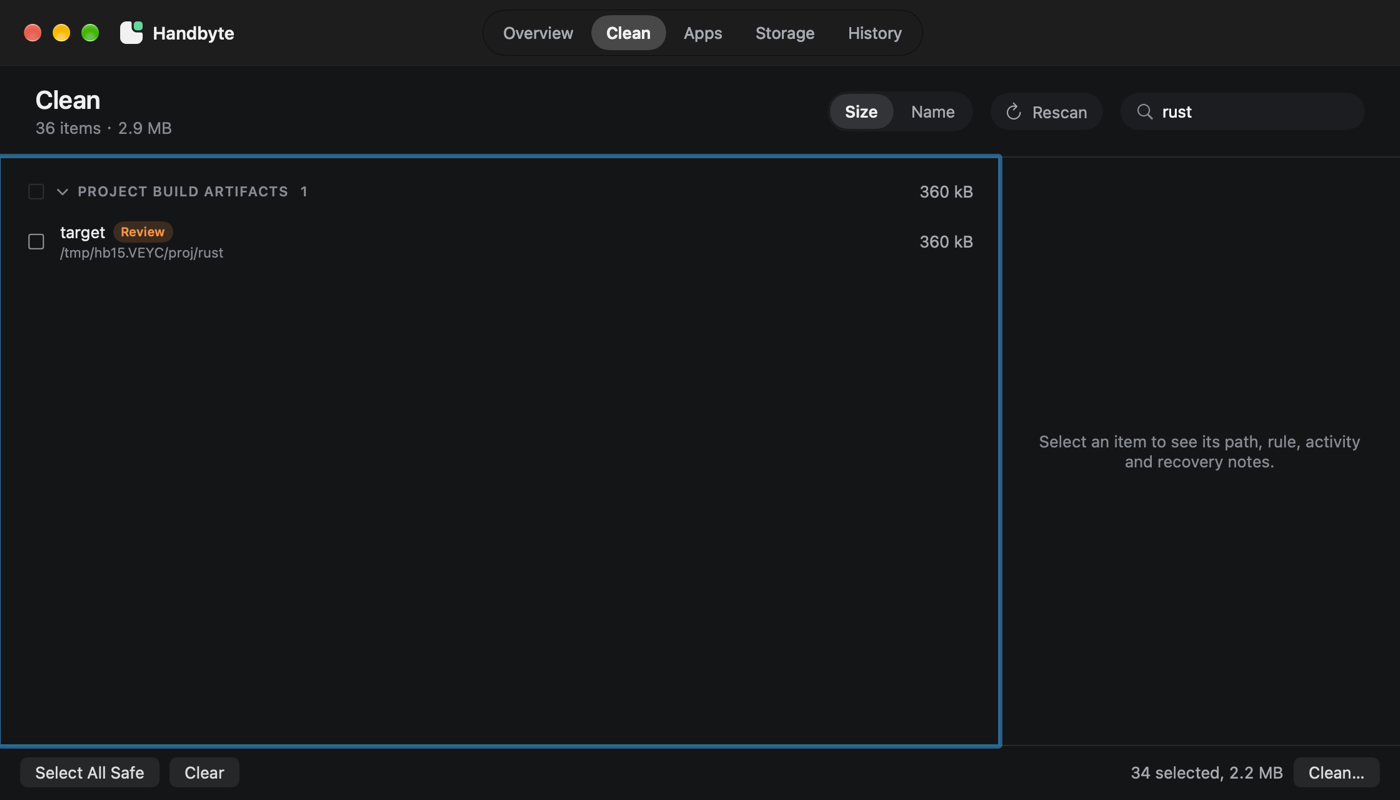 Handbyte
Overview
Clean
Apps
Storage
History
Clean
36 items · 2.9 MB
Size
Name
Rescan
rust
PROJECT BUILD ARTIFACTS 1
360 kB
target
Review
/tmp/hb15.VEYC/proj/rust
360 kB
Select an item to see its path, rule, activity
and recovery notes.
Select All Safe
Clear
34 selected, 2.2 MB
Clean...